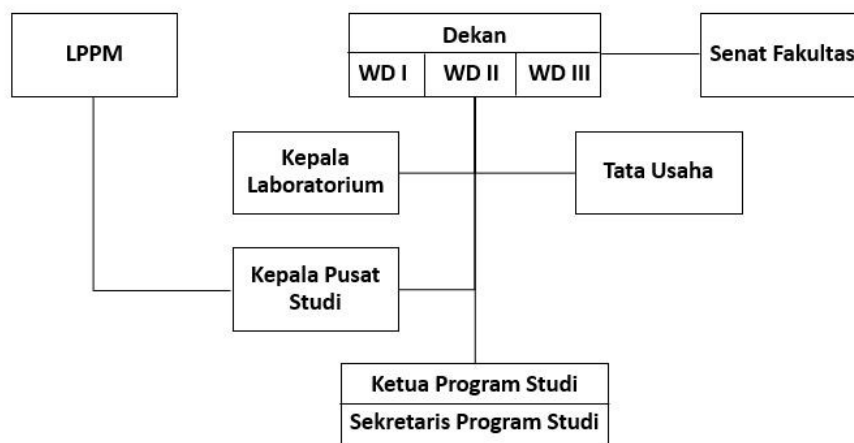 LPPM
Dekan
WD I
WD II
WD III
Senat Fakultas
Kepala
Laboratorium
Tata Usaha
Kepala Pusat
Studi
Ketua Program Studi
Sekretaris Program Studi